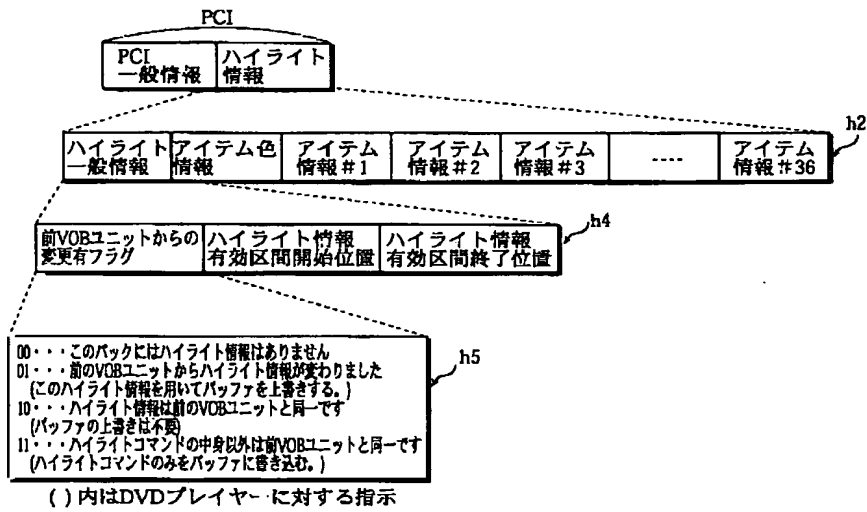 PCI
PCI
一般情報
ハイライト
情報
h2
ハイライト
一般情報
アイテム色
情報
アイテム
情報#1
アイテム
情報#2
アイテム
情報#3
----
アイテム
情報#36
h4
前VOBユニットからの
変更有フラグ
ハイライト情報
有効区間開始位置
ハイライト情報
有効区間終了位置
h5
00・・・このパックにはハイライト情報はありません
01・・・前のVOBユニットからハイライト情報が変わりました
(このハイライト情報を用いてバッファを上書きする。)
10・・・ハイライト情報は前のVOBユニットと同一です
(バッファの上書きは不要)
11・・・ハイライトコマンドの中身以外は前VOBユニットと同一です
(ハイライトコマンドのみをバッファに書き込む。)
( )内はDVDプレイヤーに対する指示